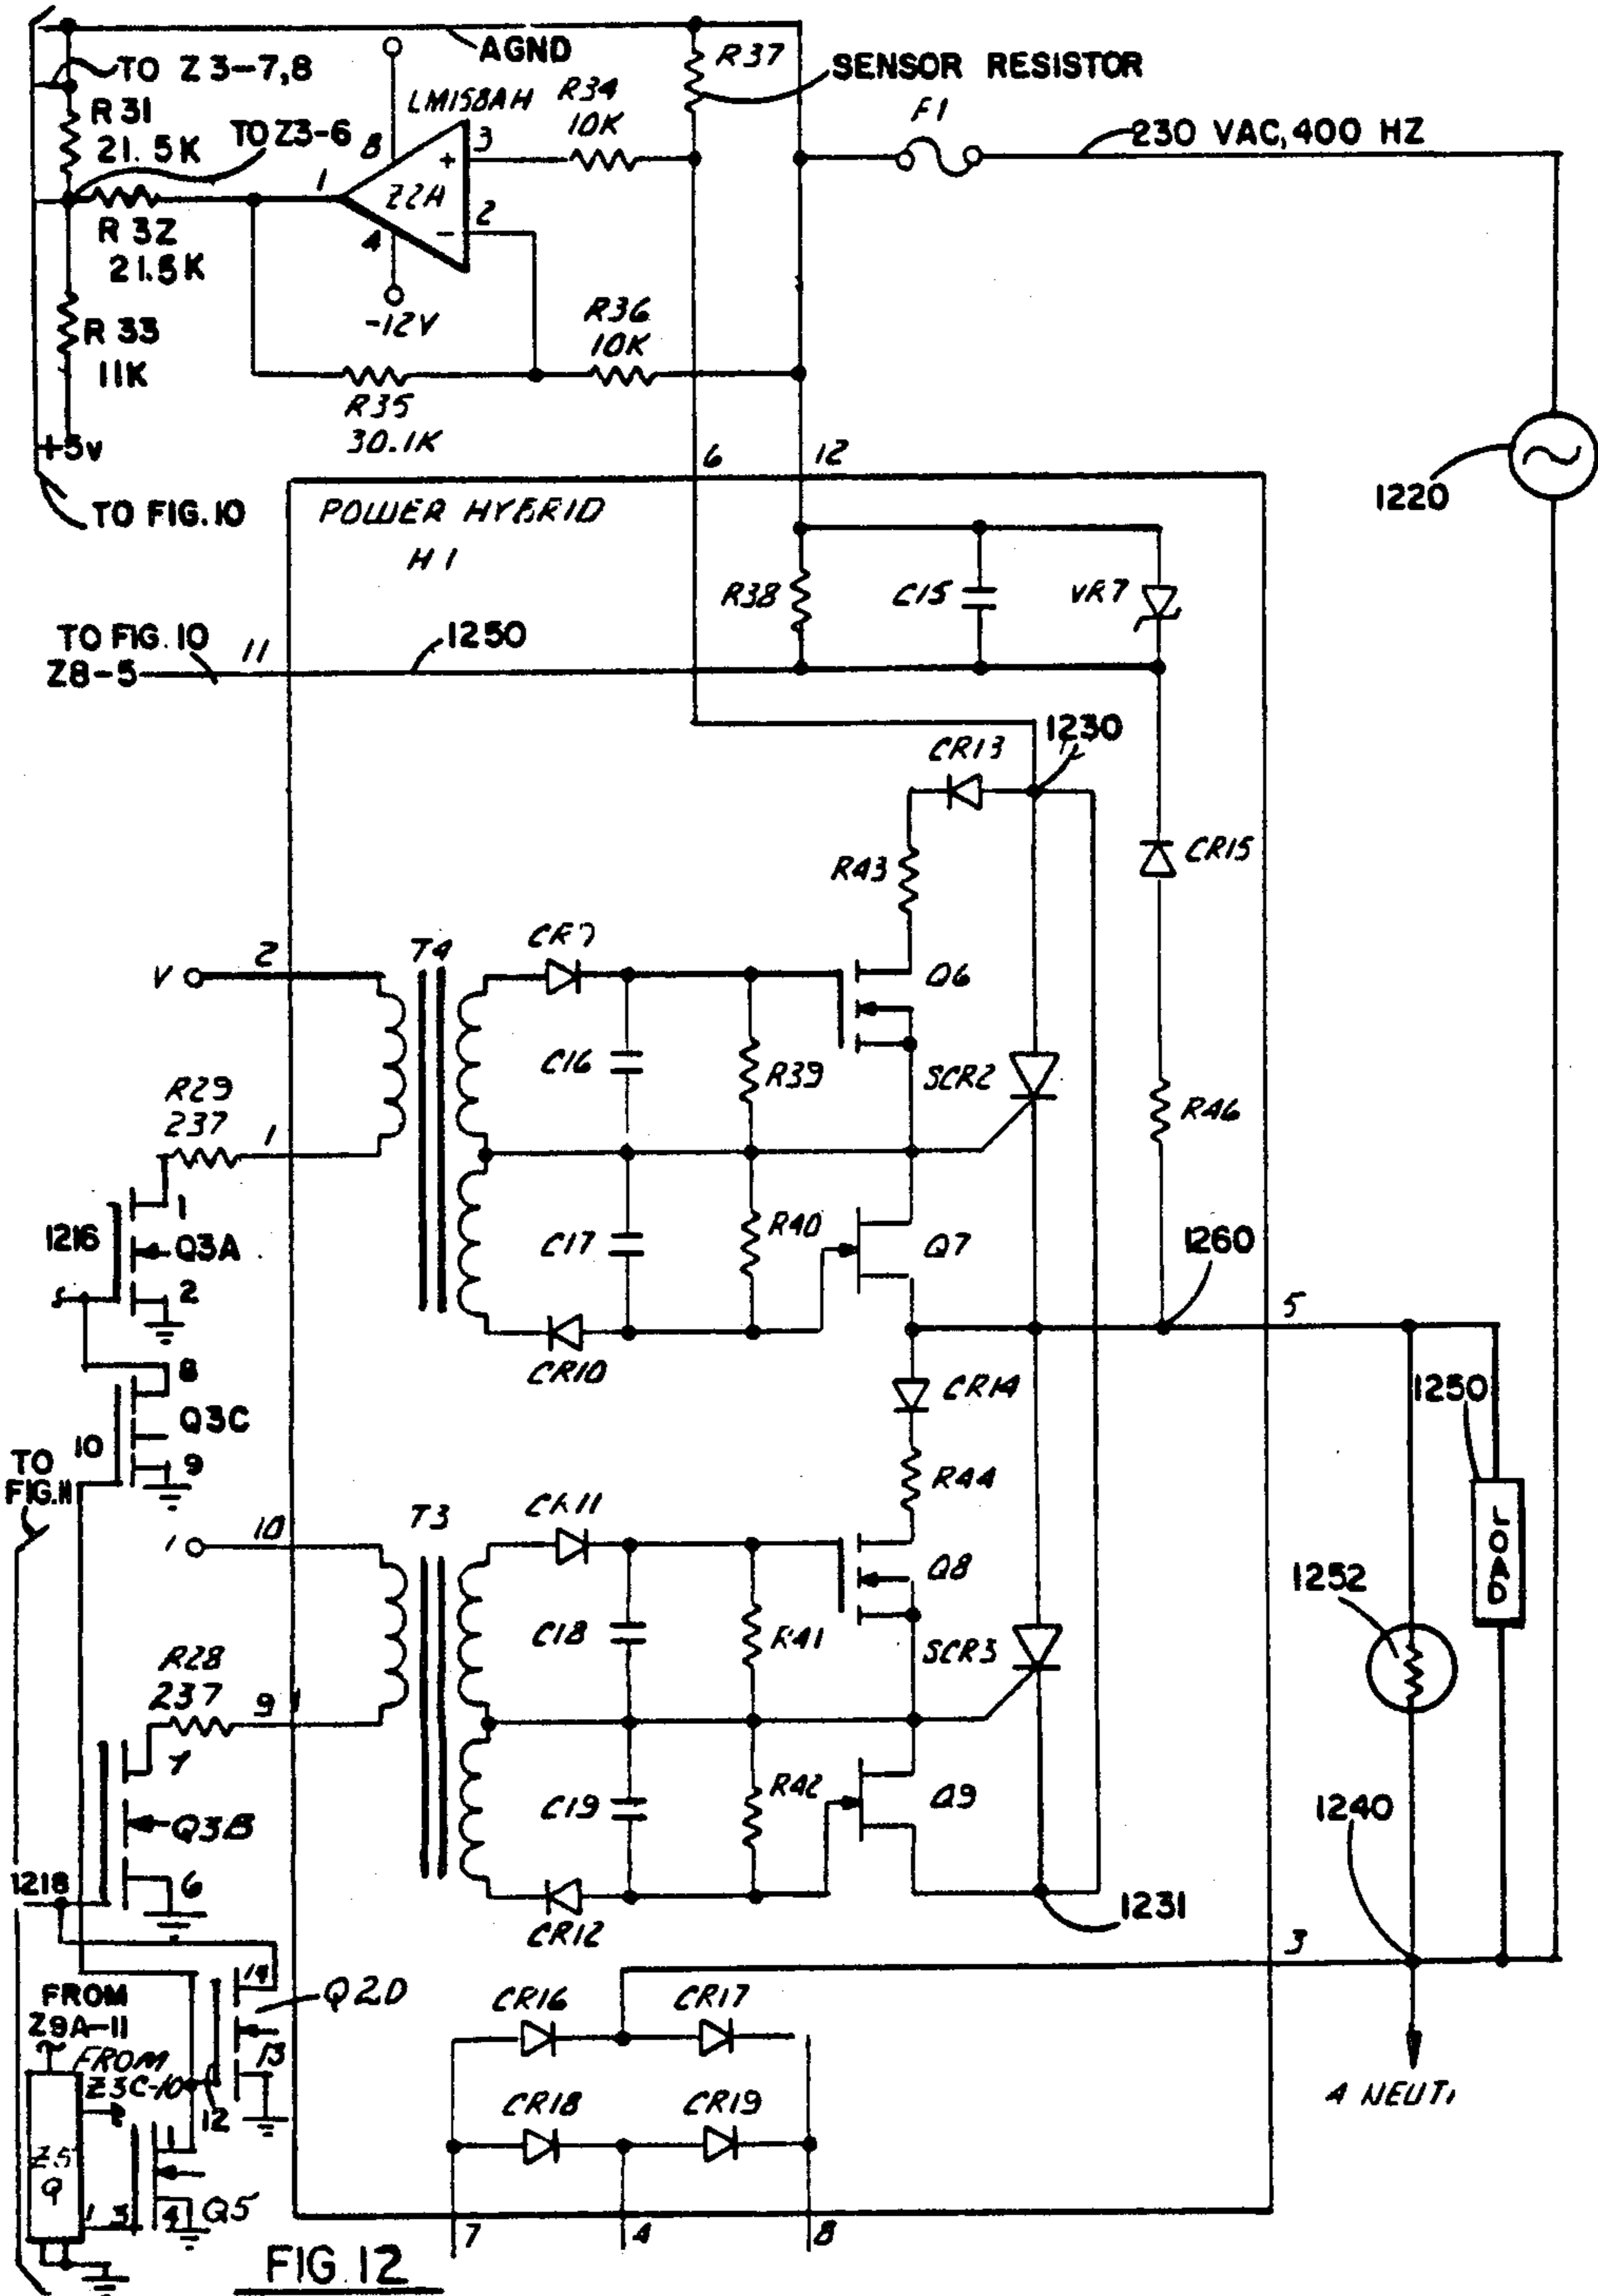 AGND
TO Z 3-7,8
R37
SENSOR RESISTOR
LM158AH
R34
10K
F1
R31
21.5K
TO Z3-6
8
3
+
230 VAC, 400 HZ
1
Z2A
2
-
R32
21.5K
4
-12V
R36
10K
R33
11K
R35
30.1K
+5v
6
12
1220
TO FIG. 10
POWER HYBRID
H1
R38
C15
VR7
TO FIG. 10
Z8-5
11
1250
1230
CR13
R43
CR15
2
T4
V
Q6
C16
R39
SCR2
R46
R29
237
1
1
1216
Q3A
2
C17
R40
Q7
1260
5
CR10
8
Q3C
10
9
CR14
1250
TO
FIG. 11
R44
T3
CR11
10
LOAD
Q8
1252
C18
R41
SCR3
R28
237
9
7
Q3B
C19
R42
Q9
1240
1218
6
CR12
1231
3
14
FROM
Z9A-11
Q2D
CR16
CR17
FROM
Z3C-10
13
12
CR18
CR19
A NEUT
Z5
Q
1
1
3
4
Q5
7
4
8
FIG 12